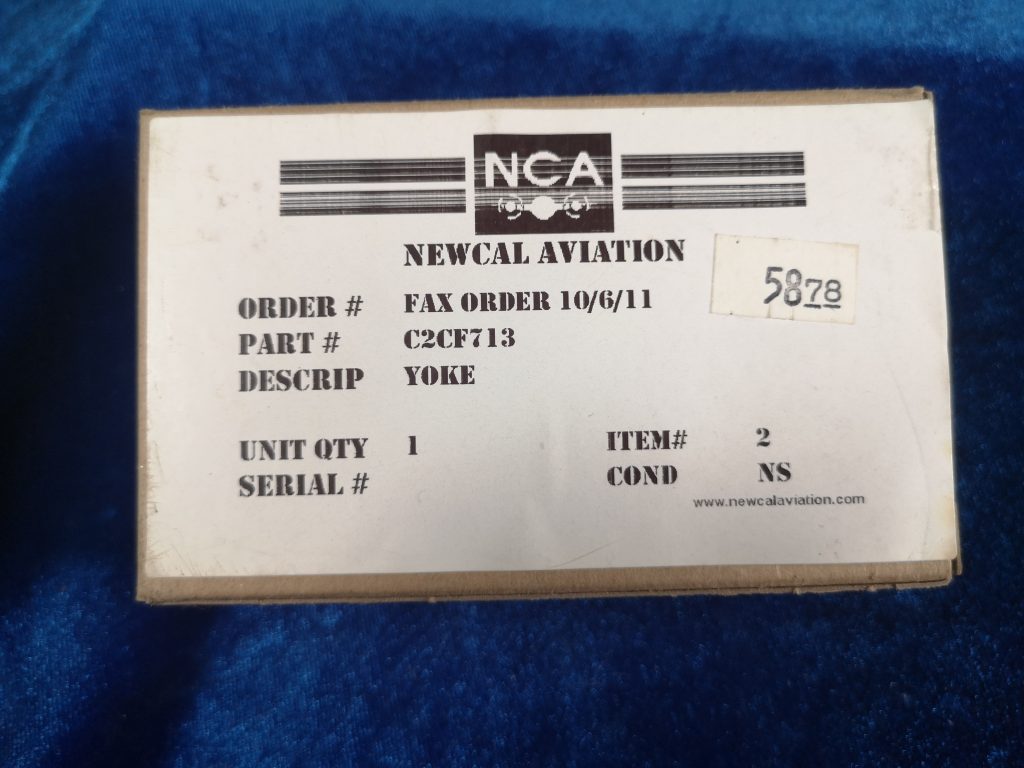 NCA
NEWCAL AVIATION
5878
ORDER # FAX ORDER 10/6/11
PART # C2CF713
DESCRIP YOKE
UNIT QTY 1 ITEM# 2
SERIAL # COND NS
www.newcalaviation.com